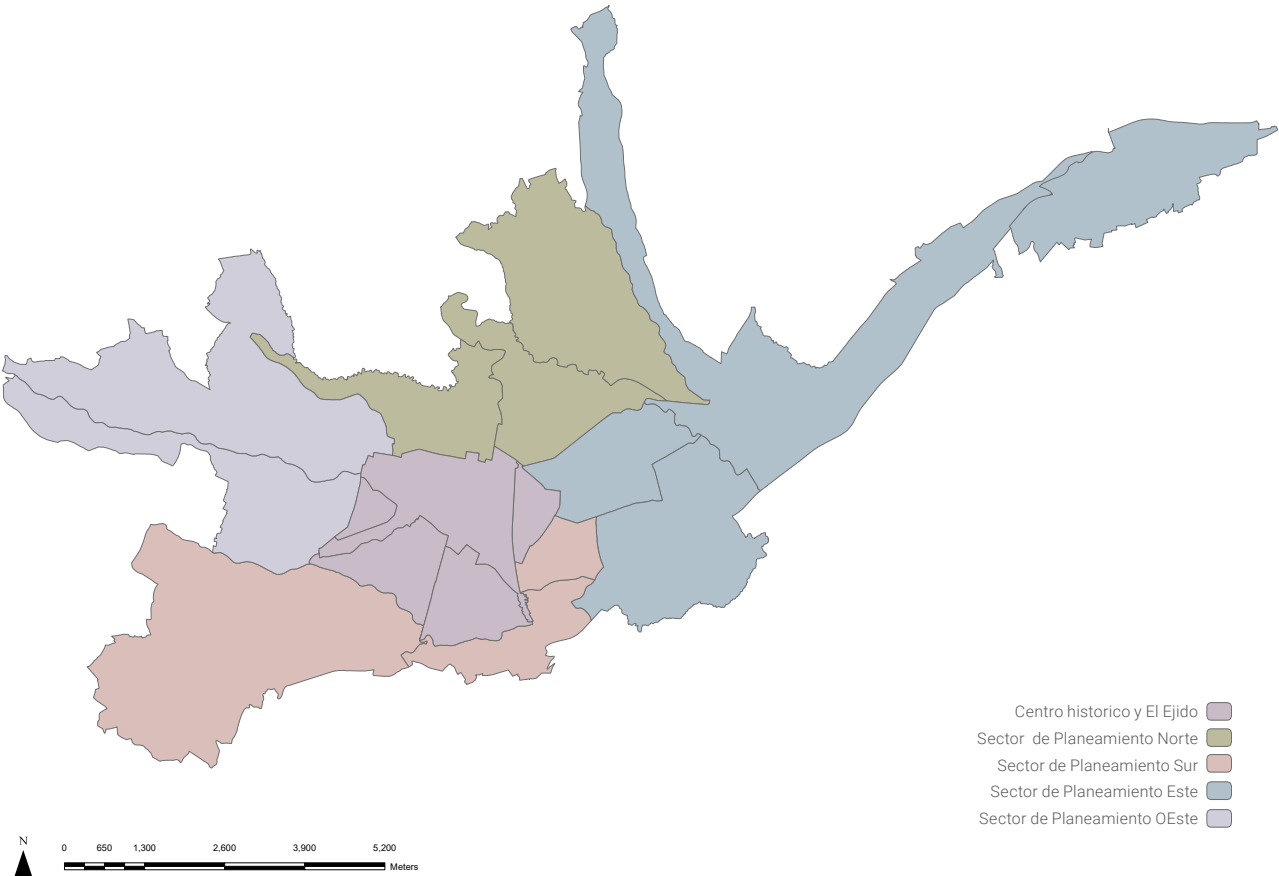 Centro historico y El Ejido
Sector de Planeamiento Norte
Sector de Planeamiento Sur
Sector de Planeamiento Este
Sector de Planeamiento OEste
N
0 650 1,300 2,600 3,900 5,200
Meters